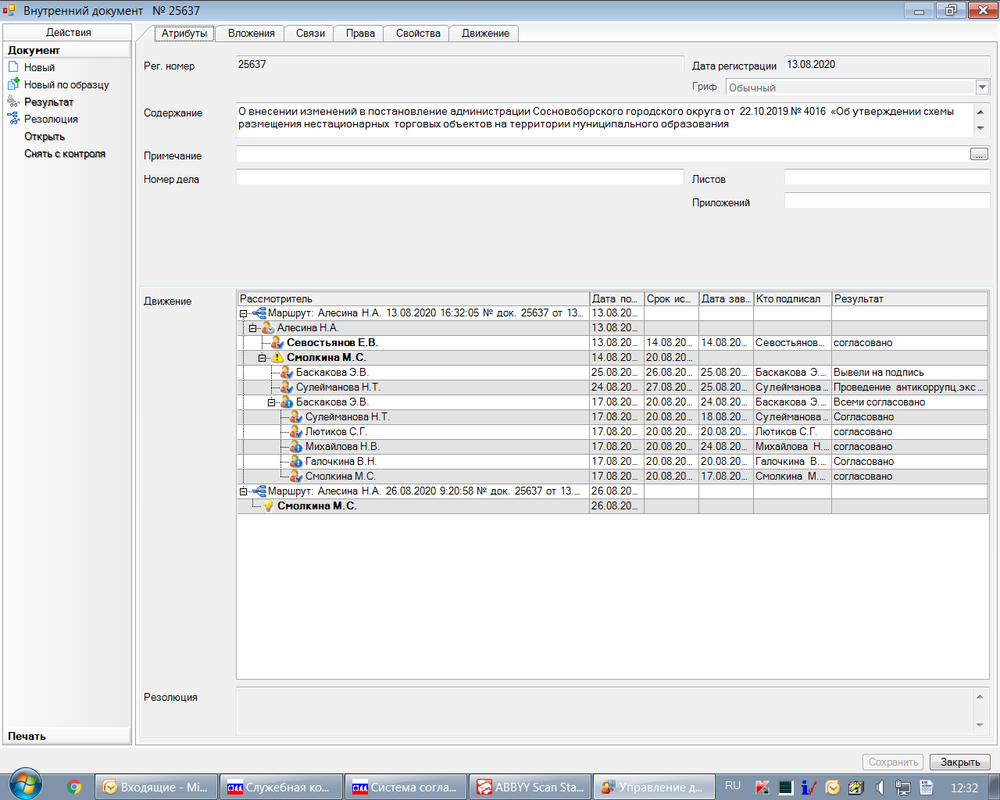 Внутренний документ № 25637
Действия
Документ
Новый
Новый по образцу
Результат
Резолюция
Открыть
Снять с контроля
Печать
Атрибуты Вложения Связи Права Свойства Движение
Рег. номер 25637 Дата регистрации 13.08.2020
Гриф Обычный
Содержание О внесении изменений в постановление администрации Сосновоборского городского округа от 22.10.2019 № 4016 «Об утверждении схемы
размещения нестационарных торговых объектов на территории муниципального образования
Примечание ...
Номер дела Листов
Приложений
Движение
Рассмотритель Дата по... Срок ис... Дата зав... Кто подписал Результат
Маршрут: Алесина Н.А. 13.08.2020 16:32:05 № док. 25637 от 13... 13.08.20...
Алесина Н.А. 13.08.20...
Севостьянов Е.В. 13.08.20... 14.08.20... 14.08.20... Севостьянов... согласовано
Смолкина М.С. 14.08.20... 20.08.20...
Баскакова Э.В. 25.08.20... 26.08.20... 25.08.20... Баскакова Э.... Вывели на подпись
Сулейманова Н.Т. 24.08.20... 27.08.20... 25.08.20... Сулейманова... Проведение антикоррупц.экс...
Баскакова Э.В. 17.08.20... 20.08.20... 24.08.20... Баскакова Э.... Всеми согласовано
Сулейманова Н.Т. 17.08.20... 20.08.20... 18.08.20... Сулейманова... Согласовано
Лютиков С.Г. 17.08.20... 20.08.20... 20.08.20... Лютиков С.Г. согласовано
Михайлова Н.В. 17.08.20... 20.08.20... 24.08.20... Михайлова Н.... согласовано
Галочкина В.Н. 17.08.20... 20.08.20... 20.08.20... Галочкина В.... Согласовано
Смолкина М.С. 17.08.20... 20.08.20... 17.08.20... Смолкина М.... согласовано
Маршрут: Алесина Н.А. 26.08.2020 9:20:58 № док. 25637 от 13.... 26.08.20...
Смолкина М.С. 26.08.20...
Резолюция
Сохранить Закрыть
Входящие - Mi... Служебная ко... Система согла... ABBYY Scan Sta... Управление д... RU 12:32